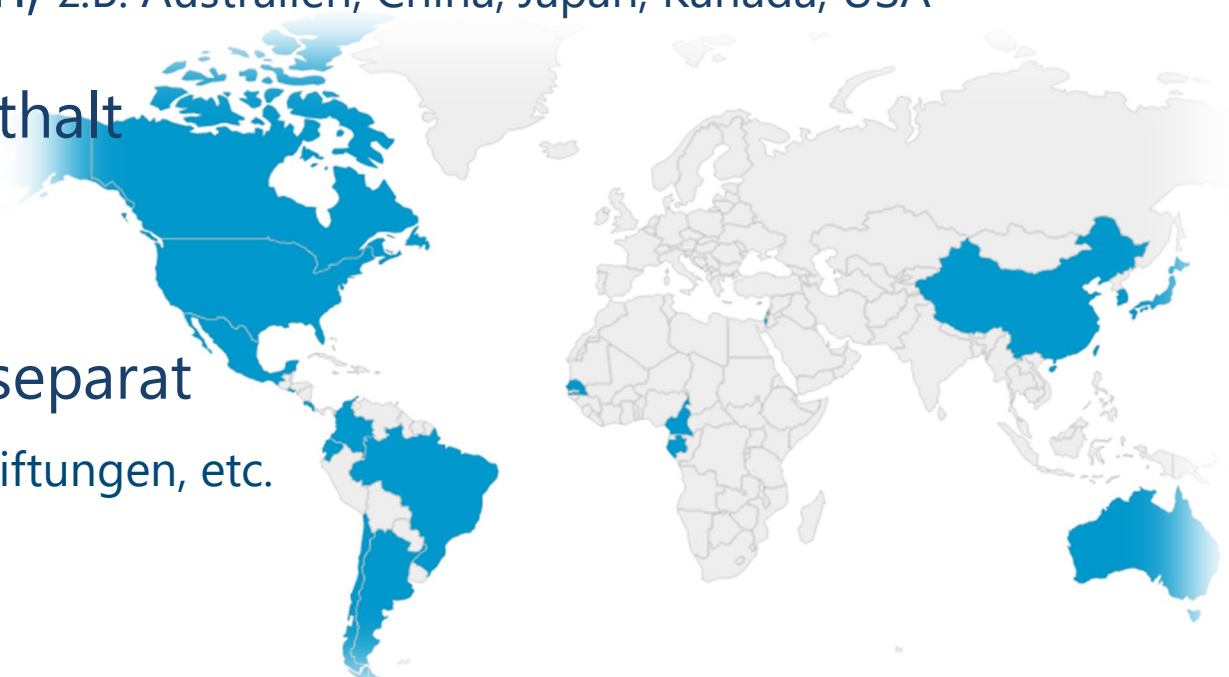 z.B. Australien, China, Japan, Kanada, USA
thalt
separat
iftungen, etc.